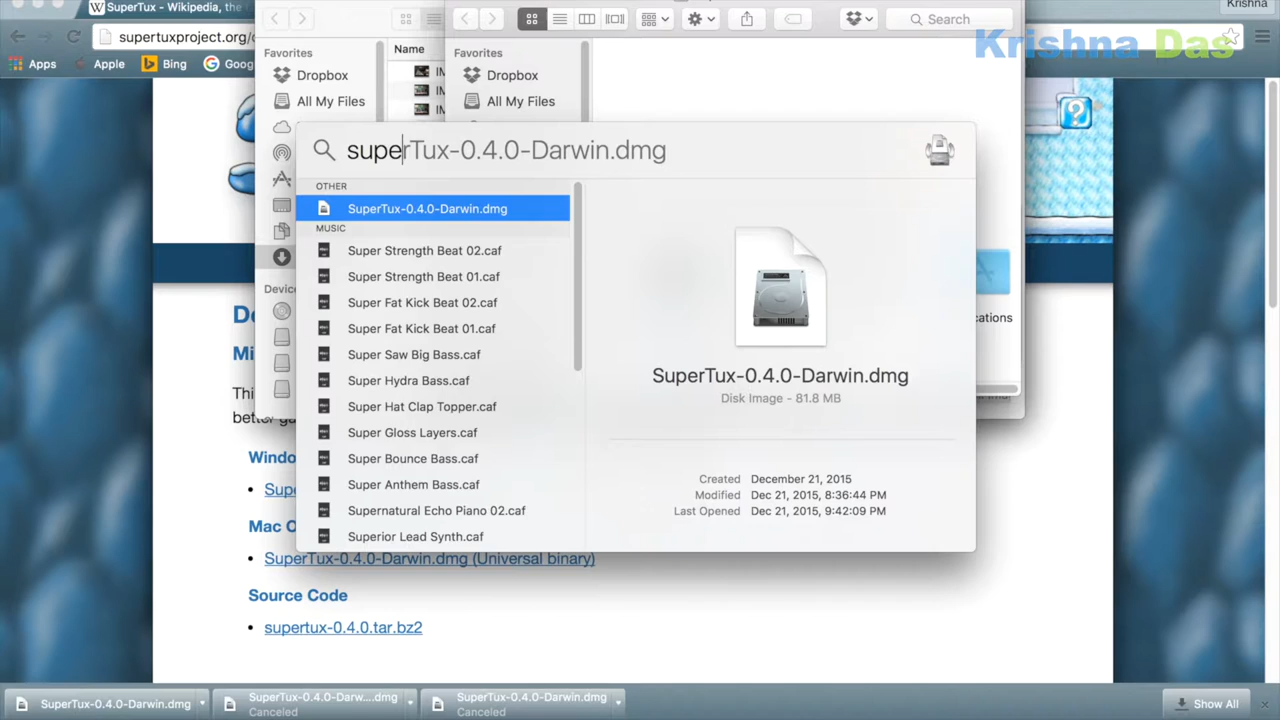 SuperTux - Wikipedia, the
Krishna
supertuxproject.org/
Search
Krishna Das
Apps
Apple
Bing
Goog
Favorites
Name
Favorites
Dropbox
Dropbox
All My Files
All My Files
superTux-0.4.0-Darwin.dmg
OTHER
SuperTux-0.4.0-Darwin.dmg
MUSIC
Super Strength Beat 02.caf
Super Strength Beat 01.caf
Super Fat Kick Beat 02.caf
Super Fat Kick Beat 01.caf
Super Saw Big Bass.caf
Super Hydra Bass.caf
Super Hat Clap Topper.caf
Super Gloss Layers.caf
Super Bounce Bass.caf
Super Anthem Bass.caf
Supernatural Echo Piano 02.caf
Superior Lead Synth.caf
SuperTux-0.4.0-Darwin.dmg
Disk Image - 81.8 MB
Created December 21, 2015
Modified Dec 21, 2015, 8:36:44 PM
Last Opened Dec 21, 2015, 9:42:09 PM
Devic
cations
Mi
Thi
bette
Windo
Supe
Mac O
SuperTux-0.4.0-Darwin.dmg (Universal binary)
Source Code
supertux-0.4.0.tar.bz2
SuperTux-0.4.0-Darwin.dmg
SuperTux-0.4.0-Darw....dmg
Canceled
SuperTux-0.4.0-Darwin.dmg
Canceled
Show All